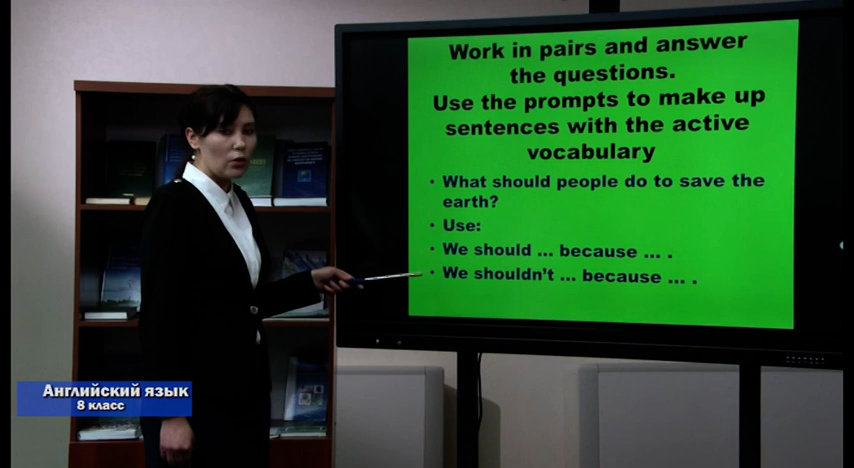 Work in pairs and answer
the questions.
Use the prompts to make up
sentences with the active
vocabulary
• What should people do to save the
earth?
• Use:
• We should ... because ... .
• We shouldn't ... because ... .
Английский язык
8 класс